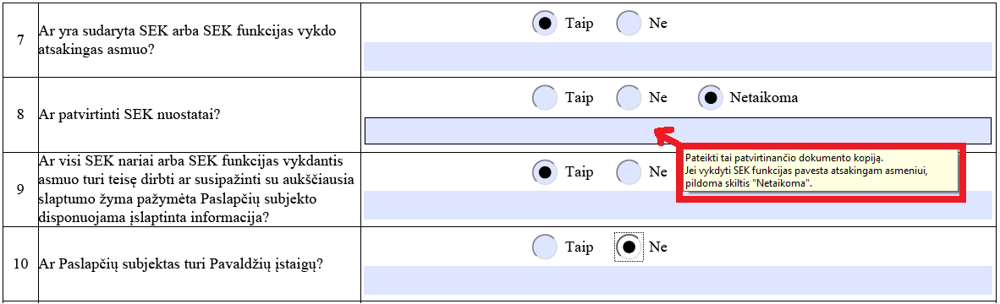 Taip Ne
7 Ar yra sudaryta SEK arba SEK funkcijas vykdo
atsakingas asmuo?
Taip Ne Netaikoma
8 Ar patvirtinti SEK nuostatai?
Ar visi SEK nariai arba SEK funkcijas vykdantis
asmuo turi teisę dirbti ar susipažinti su aukščiausia
9 slaptumo žyma pažymėta Paslapčių subjekto
disponuojama įslaptinta informacija?
Taip Ne
Pateikti tai patvirtinančio dokumento kopiją.
Jei vykdyti SEK funkcijas pavesta atsakingam asmeniui,
pildoma skiltis "Netaikoma".
Taip Ne
10 Ar Paslapčių subjektas turi Pavaldžių įstaigų?